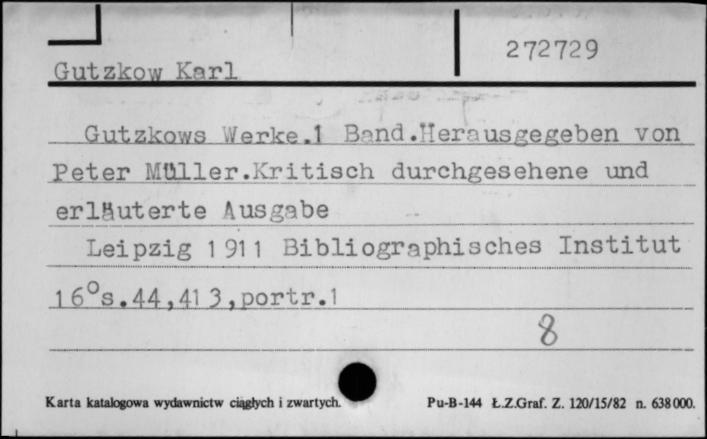 272729
Gutzkow Karl
Gutzkows Werke.1 Band.Herausgegeben von
Peter Müller.Kritisch durchgesehene und
erläuterte Ausgabe
Leipzig 1911 Bibliographisches Institut
16°s.44,413,portr.1
8
Karta katalogowa wydawnictw ciągłych i zwartych. Pu-B-144 Ł.Z.Graf. Z. 120/15/82 n. 638000.